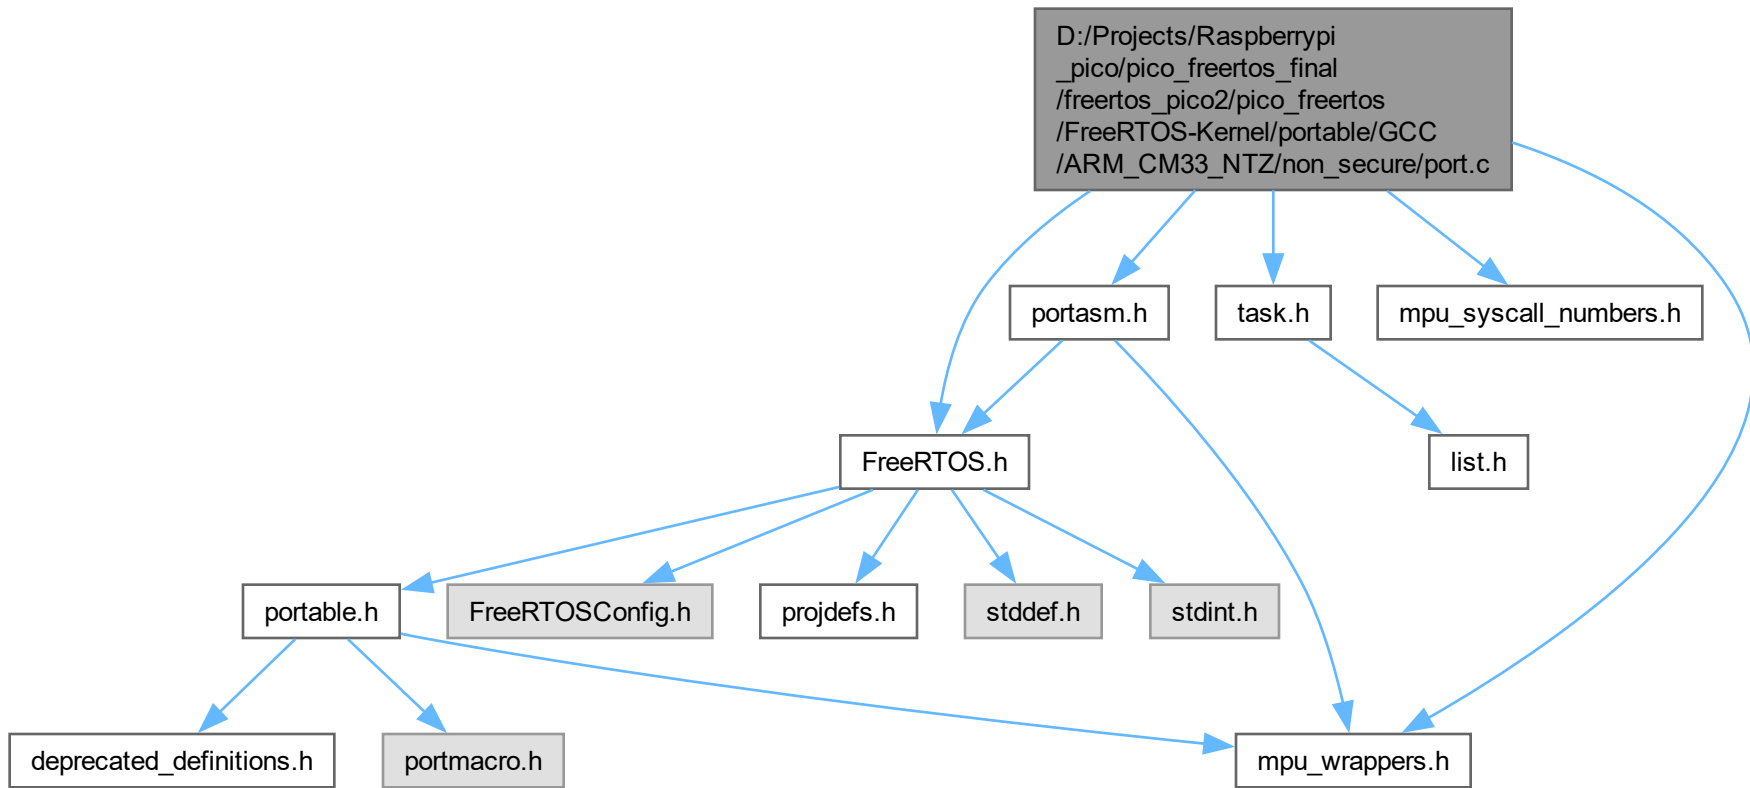 D:/Projects/Raspberrypi
_pico/pico_freertos_final
/freertos_pico2/pico_freertos
/FreeRTOS-Kernel/portable/GCC
/ARM_CM33_NTZ/non_secure/port.c
portasm.h
task.h
mpu_syscall_numbers.h
FreeRTOS.h
list.h
portable.h
FreeRTOSConfig.h
projdefs.h
stddef.h
stdint.h
deprecated_definitions.h
portmacro.h
mpu_wrappers.h